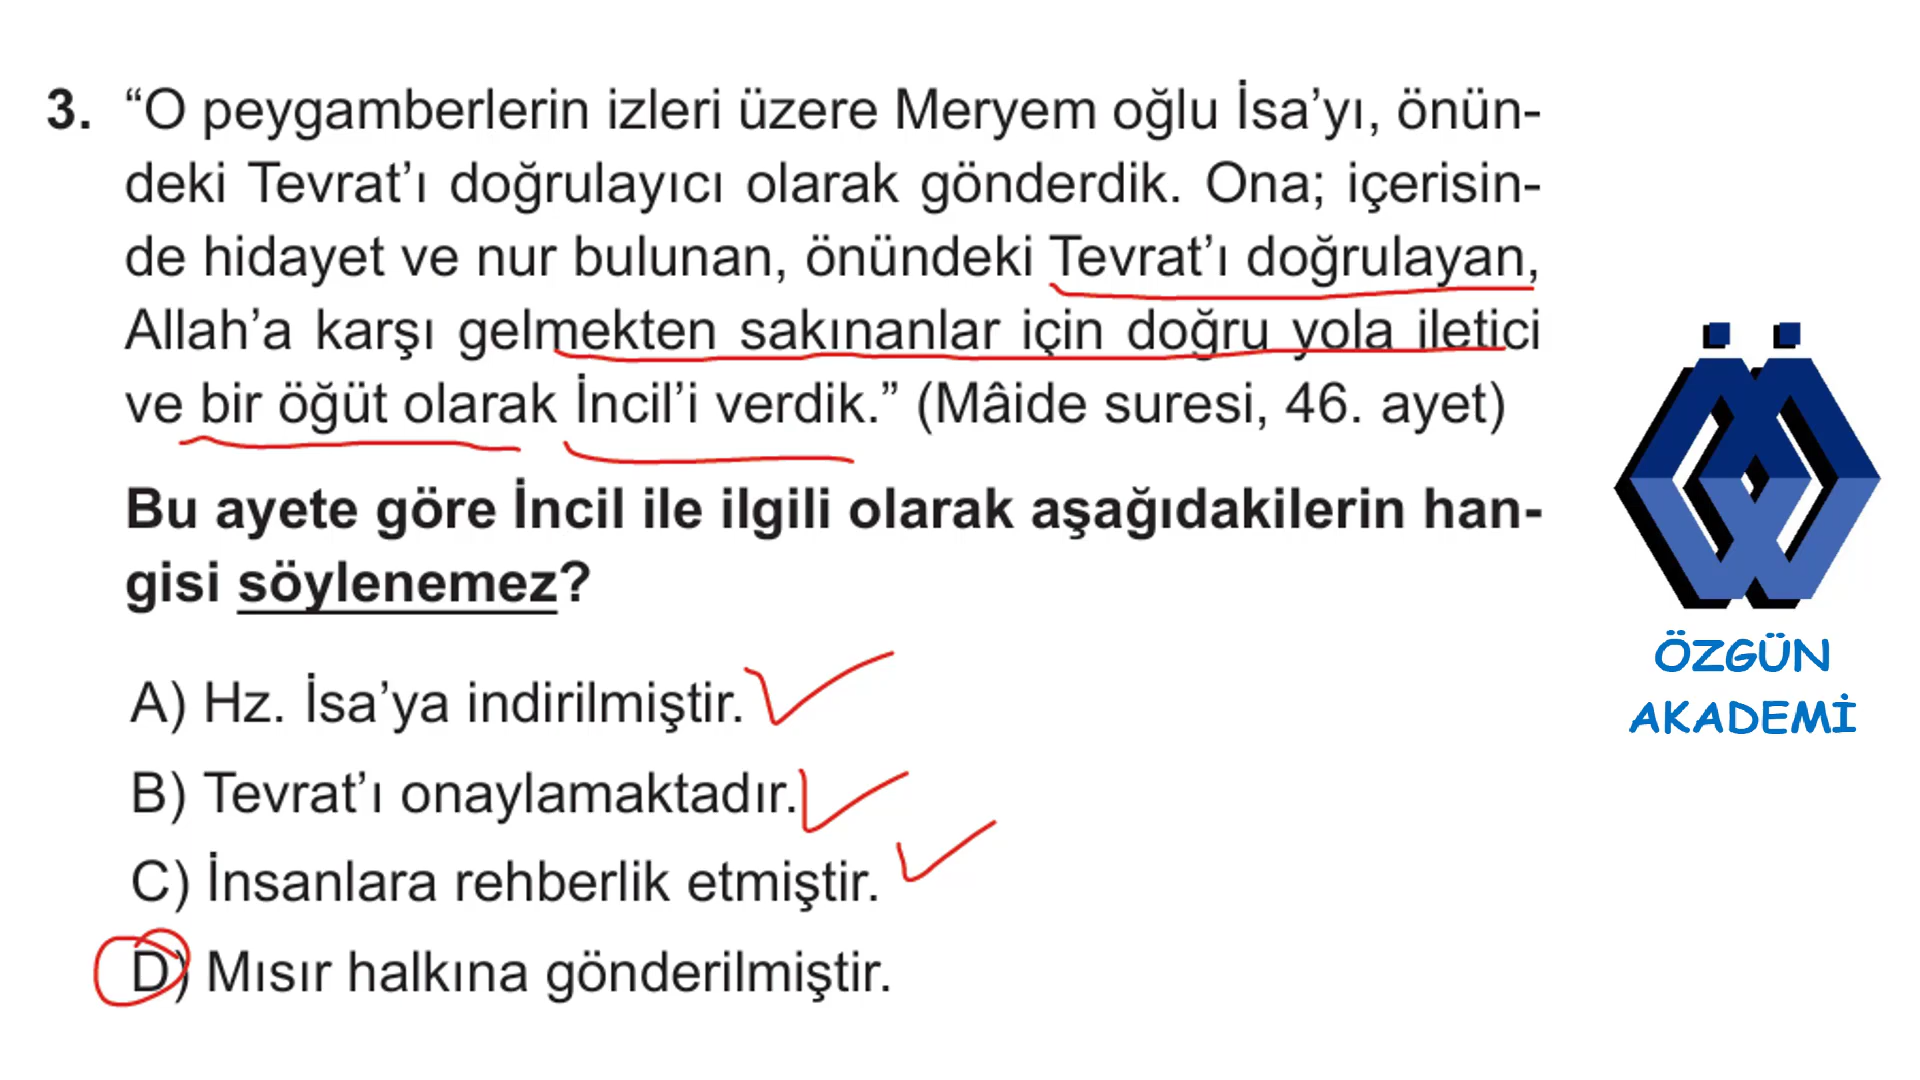 3. “O peygamberlerin izleri üzere Meryem oğlu İsa’yı, önün-
deki Tevrat’ı doğrulayıcı olarak gönderdik. Ona; içerisin-
de hidayet ve nur bulunan, önündeki Tevrat’ı doğrulayan,
Allah’a karşı gelmekten sakınanlar için doğru yola iletici
ve bir öğüt olarak İncil’i verdik.” (Mâide suresi, 46. ayet)
Bu ayete göre İncil ile ilgili olarak aşağıdakilerin han-
gisi söylenemez?
A) Hz. İsa’ya indirilmiştir.
B) Tevrat’ı onaylamaktadır.
C) İnsanlara rehberlik etmiştir.
D) Mısır halkına gönderilmiştir.
ÖZGÜN
AKADEMİ